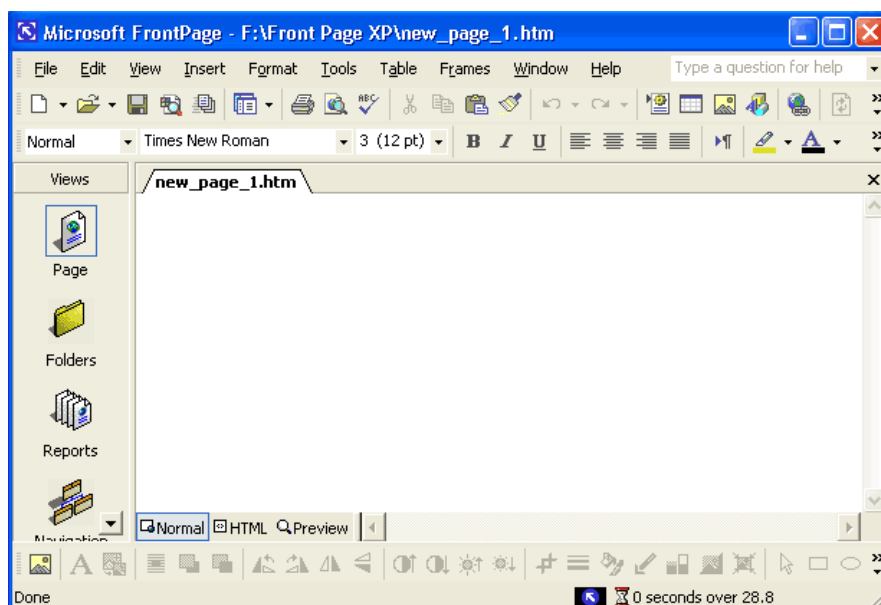 Microsoft FrontPage - F:\Front Page XP\new_page_1.htm
File Edit View Insert Format Tools Table Frames Window Help Type a question for help
ABC
Normal Times New Roman 3 (12 pt) B I U A
Views new_page_1.htm
Page
Folders
Reports
Navigation
Normal HTML Preview
A
Done 0 seconds over 28.8